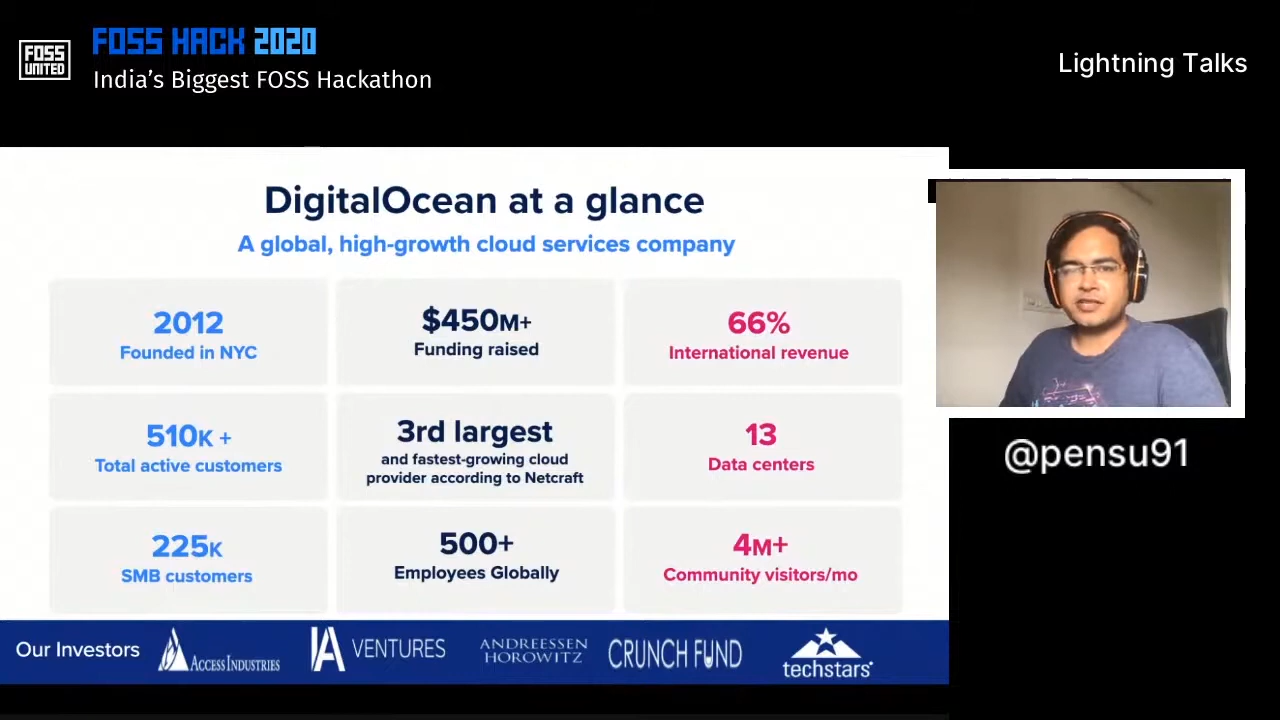 FOSS UNITED
FOSS HACK 2020
India's Biggest FOSS Hackathon
Lightning Talks
DigitalOcean at a glance
A global, high-growth cloud services company
2012
Founded in NYC
$450M+
Funding raised
66%
International revenue
510K +
Total active customers
3rd largest
and fastest-growing cloud
provider according to Netcraft
13
Data centers
225K
SMB customers
500+
Employees Globally
4M+
Community visitors/mo
@pensu91
Our Investors
ACCESS INDUSTRIES
IA VENTURES
ANDREESSEN
HOROWITZ
CRUNCH FUND
techstars